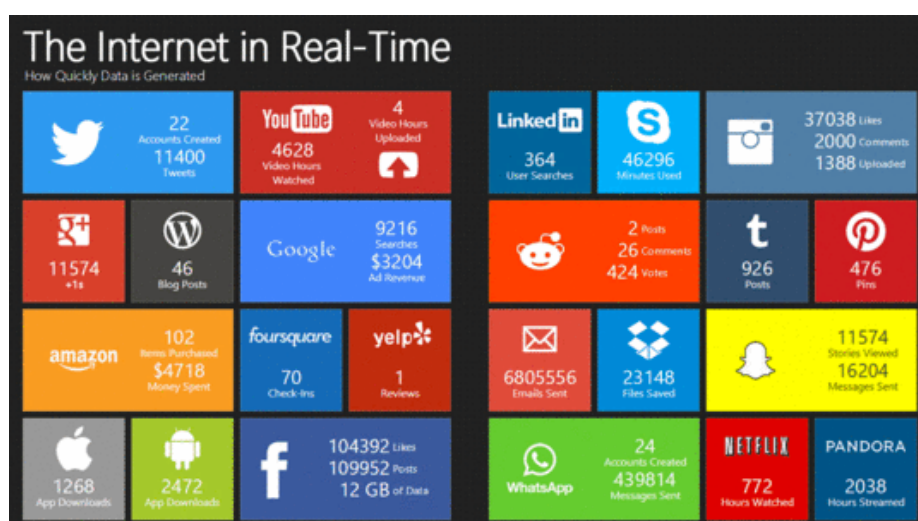 The Internet in Real-Time
How Quickly Data is Generated
22
Accounts Created
11400
Tweets
YouTube
4628
Video Hours
Watched
4
Video Hours
Uploaded
Linked in
364
User Searches
S
46296
Minutes Used
37038 Likes
2000 Comments
1388 Uploaded
g+
11574
+1s
W
46
Blog Posts
Google
9216
Searches
$3204
Ad Revenue
2 Posts
26 Comments
424 Votes
t
926
Posts
p
476
Pins
amazon
102
Items Purchased
$4718
Money Spent
foursquare
70
Check-Ins
yelp
1
Reviews
6805556
Emails Sent
23148
Files Saved
11574
Stories Viewed
16204
Messages Sent
1268
App Downloads
2472
App Downloads
f
104392 Likes
109952 Posts
12 GB of Data
WhatsApp
24
Accounts Created
439814
Messages Sent
NETFLIX
772
Hours Watched
PANDORA
2038
Hours Streamed